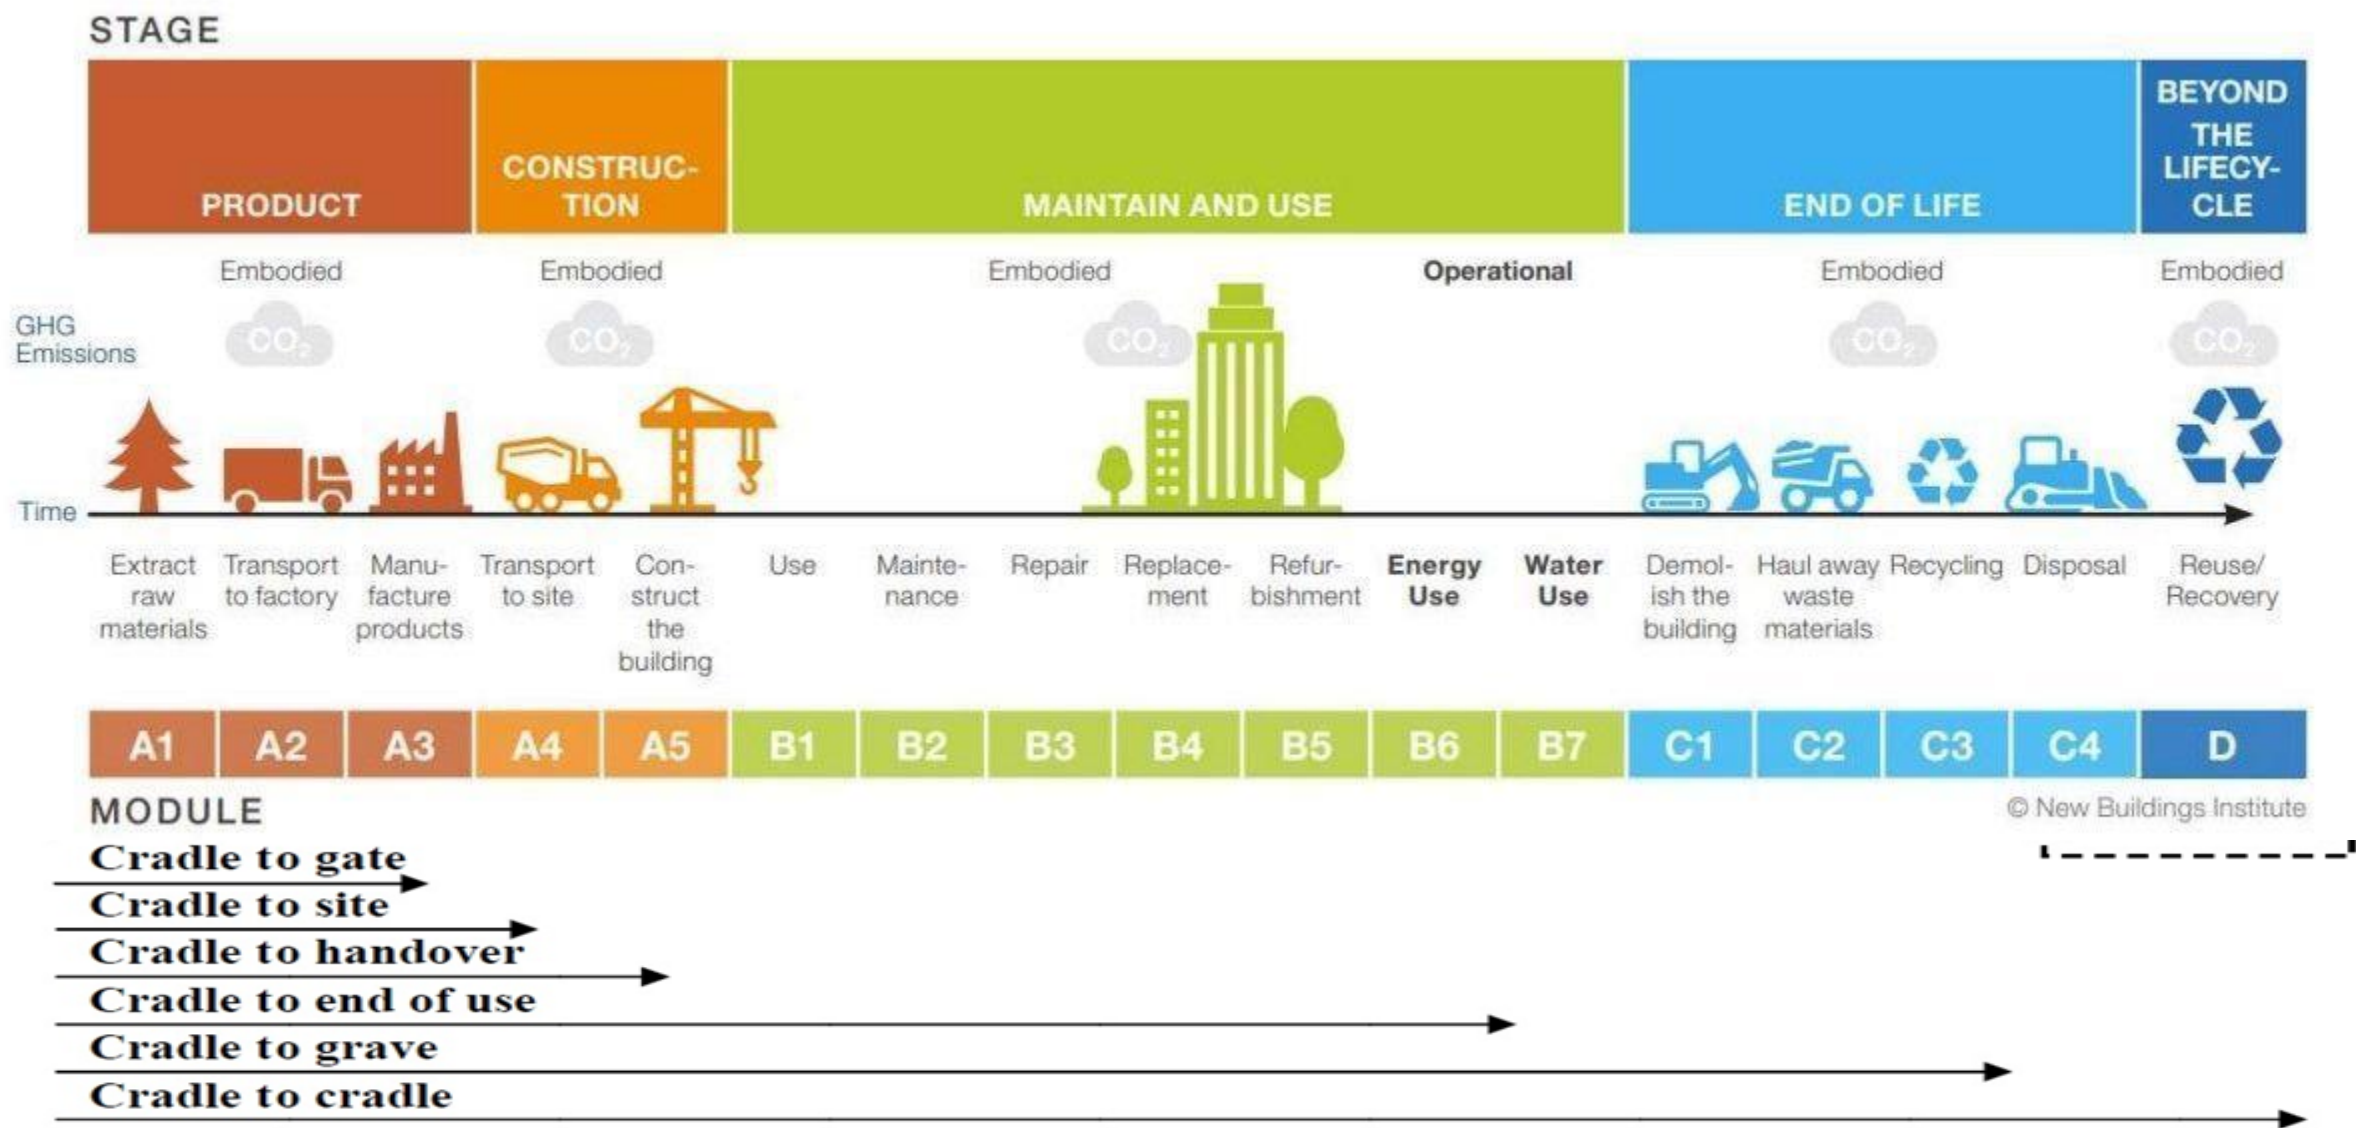 STAGE
PRODUCT
CONSTRUC-
TION
MAINTAIN AND USE
END OF LIFE
BEYOND
THE
LIFECY-
CLE
Embodied
Embodied
Embodied
Operational
Embodied
Embodied
GHG
Emissions
CO₂
CO₂
CO₂
CO₂
CO₂
Time
Extract
raw
materials
Transport
to factory
Manu-
facture
products
Transport
to site
Con-
struct
the
building
Use
Mainte-
nance
Repair
Replace-
ment
Refur-
bishment
Energy
Use
Water
Use
Demol-
ish the
building
Haul away
waste
materials
Recycling
Disposal
Reuse/
Recovery
A1
A2
A3
A4
A5
B1
B2
B3
B4
B5
B6
B7
C1
C2
C3
C4
D
MODULE
© New Buildings Institute
Cradle to gate
Cradle to site
Cradle to handover
Cradle to end of use
Cradle to grave
Cradle to cradle